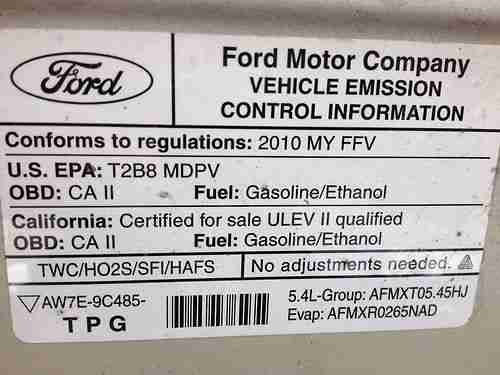 Ford
Ford Motor Company
VEHICLE EMISSION
CONTROL INFORMATION
Conforms to regulations: 2010 MY FFV
U.S. EPA: T2B8 MDPV
OBD: CA II Fuel: Gasoline/Ethanol
California: Certified for sale ULEV II qualified
OBD: CA II Fuel: Gasoline/Ethanol
TWC/HO2S/SFI/HAFS No adjustments needed.
AW7E-9C485-
TPG
5.4L-Group: AFMXT05.45HJ
Evap: AFMXR0265NAD